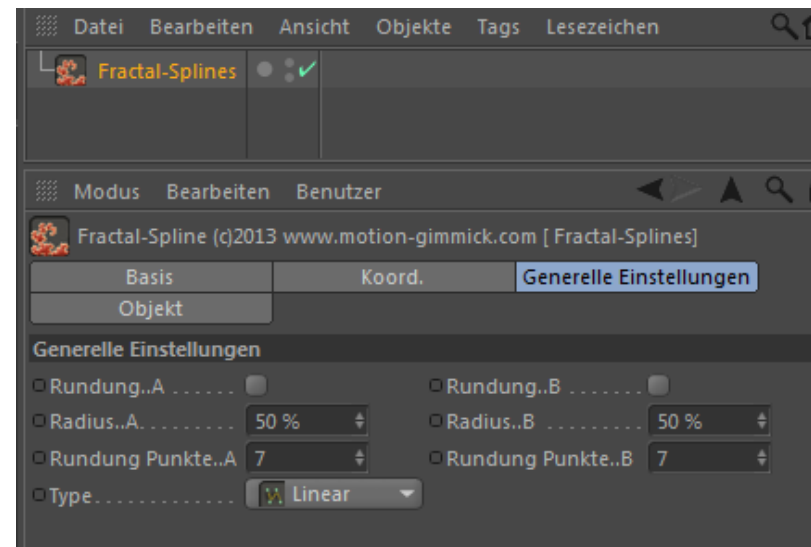 Datei Bearbeiten Ansicht Objekte Tags Lesezeichen
Fractal-Splines
Modus Bearbeiten Benutzer
Fractal-Spline (c)2013 www.motion-gimmick.com [ Fractal-Splines]
Basis Koord. Generelle Einstellungen
Objekt
Generelle Einstellungen
Rundung..A ...... Rundung..B .......
Radius..A......... 50 % Radius..B ......... 50 %
Rundung Punkte..A 7 Rundung Punkte..B 7
Type............. Linear